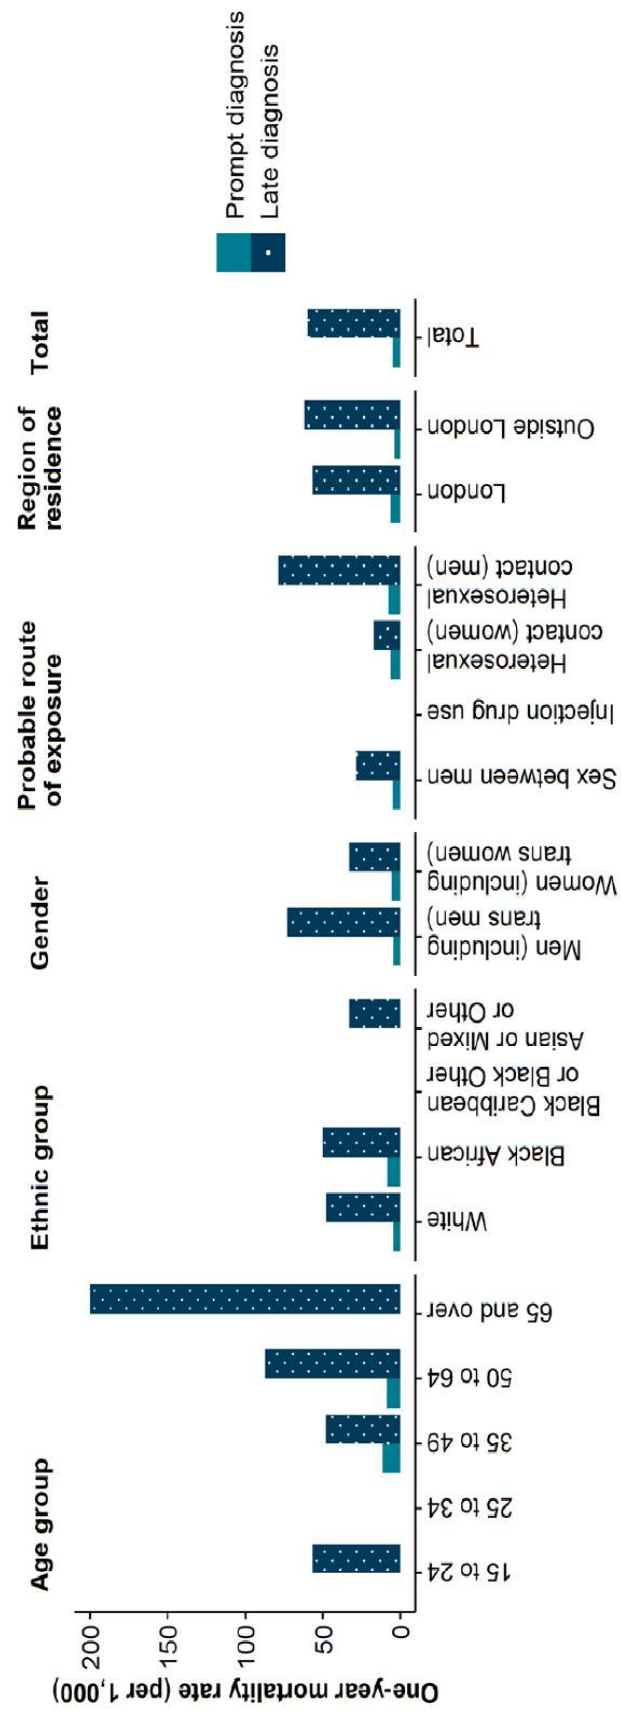 Age group
Ethnic group
Gender
Probable route
of exposure
Region of
residence
Total
Prompt diagnosis
Late diagnosis
One-year mortality rate (per 1,000)
200
150
100
50
0
15 to 24
25 to 34
35 to 49
50 to 64
65 and over
White
Black African
Black Caribbean
or Black Other
Asian or Mixed
or Other
Men (including
trans men)
Women (including
trans women)
Sex between men
Injection drug use
Heterosexual
contact (women)
Heterosexual
contact (men)
London
Outside London
Total